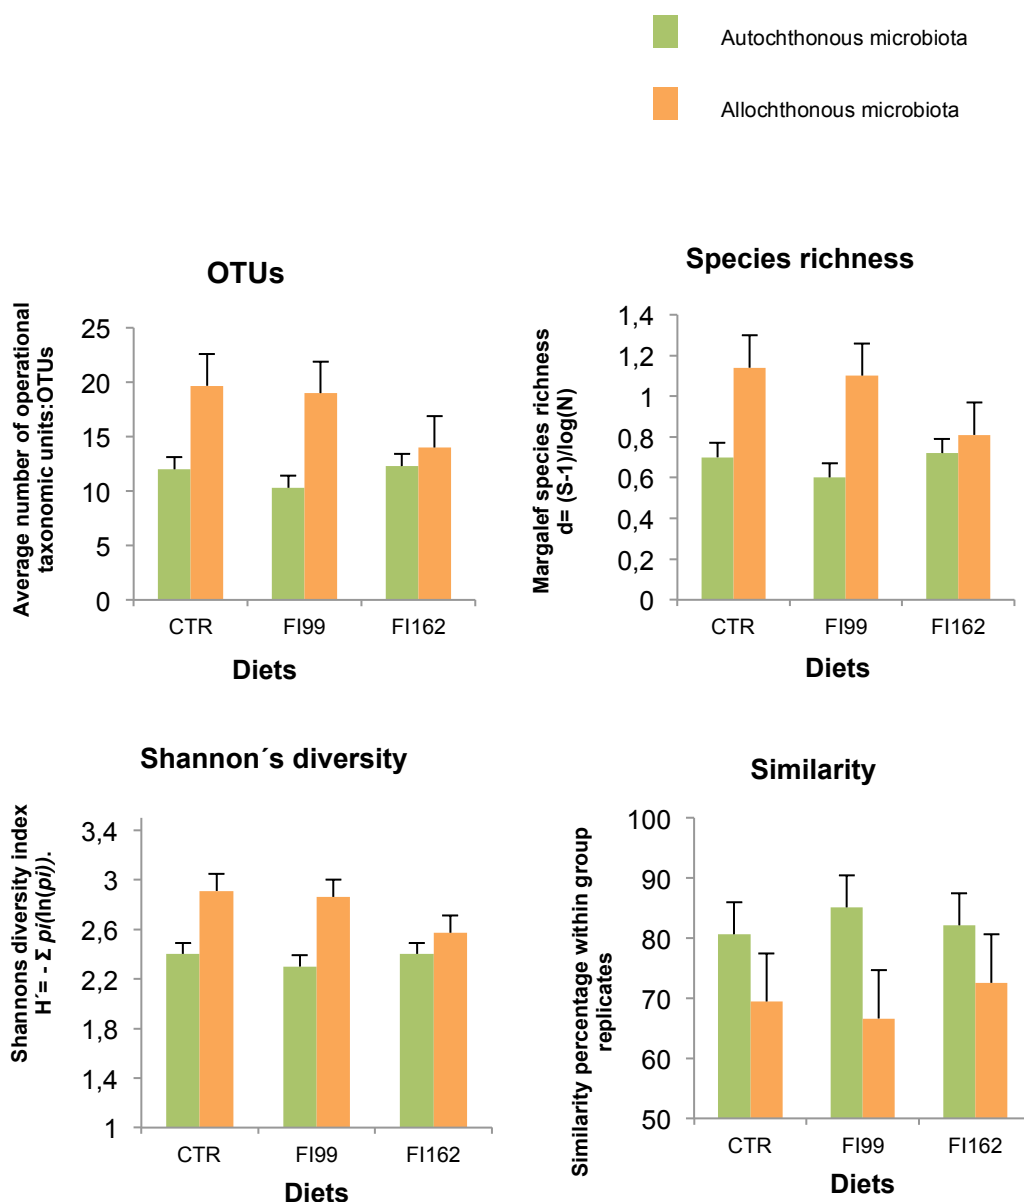 Autochthonous microbiota
Allochthonous microbiota
OTUs
Average number of operational
taxonomic units:OTUs
25
20
15
10
5
0
CTR FI99 FI162
Diets
Species richness
Margalef species richness
d= (S-1)/log(N)
1,4
1,2
1
0,8
0,6
0,4
0,2
0
CTR FI99 FI162
Diets
Shannon´s diversity
Shannons diversity index
H´= - Σ pi(ln(pi)).
3,4
3
2,6
2,2
1,8
1,4
1
CTR FI99 FI162
Diets
Similarity
Similarity percentage within group
replicates
100
90
80
70
60
50
CTR FI99 FI162
Diets